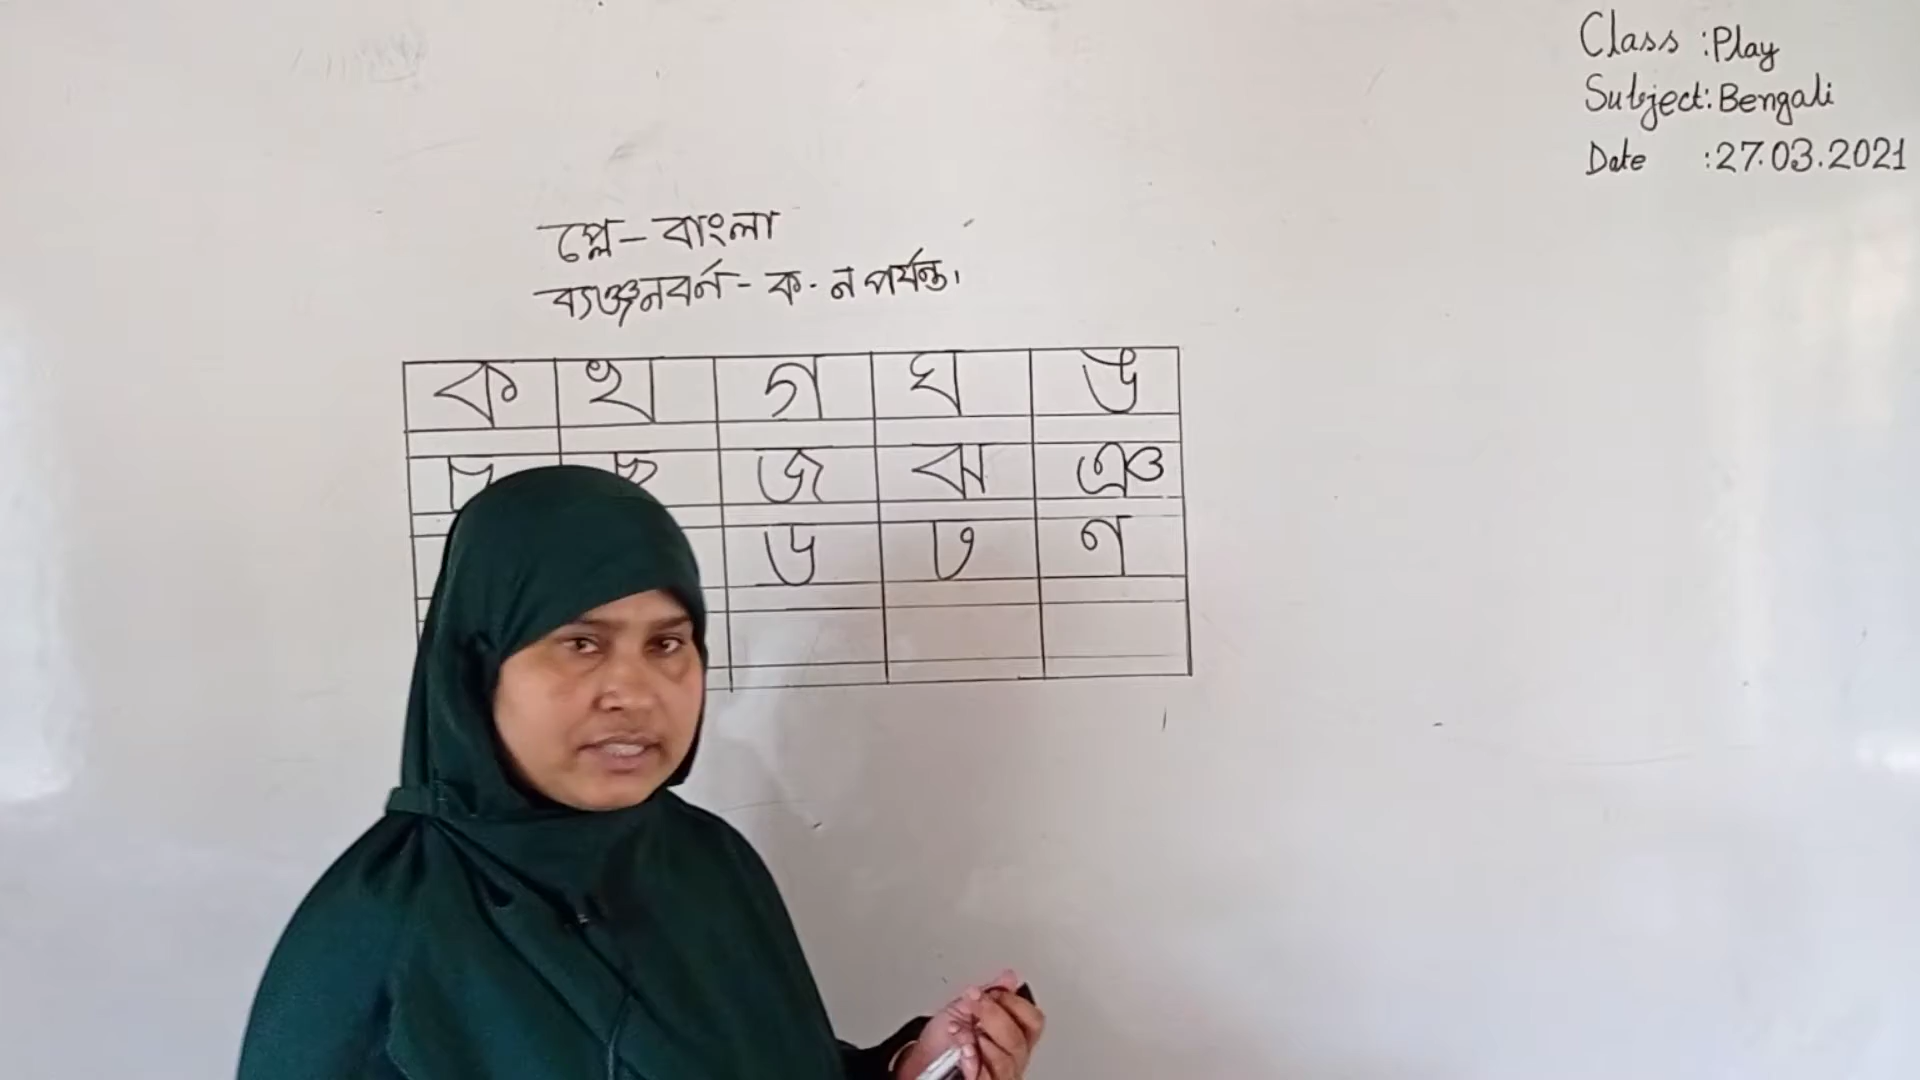 Class : Play
Subject: Bengali
Date : 27.03.2021
প্লে - বাংলা
ব্যঞ্জনবর্ন - ক - ন পর্যন্ত।
ক খ গ ঘ ঙ
চ ছ জ ঝ ঞ
ড ঢ ণ